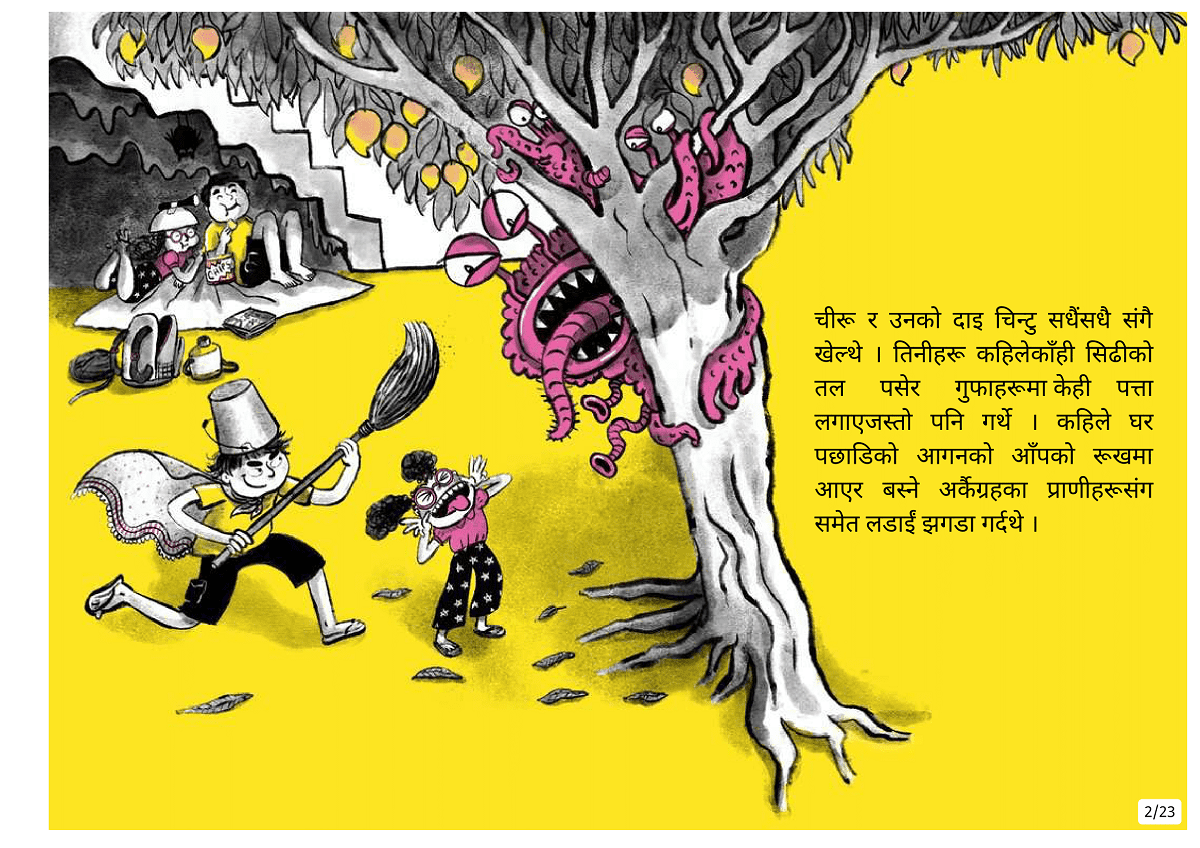 CHIPS
चीरू र उनको दाइ चिन्टु सधैंसधै संगै
खेल्थे । तिनीहरू कहिलेकाँही सिढीको
तल पसेर गुफाहरूमा केही पत्ता
लगाएजस्तो पनि गर्थे । कहिले घर
पछाडिको आगनको आँपको रूखमा
आएर बस्ने अर्कैग्रहका प्राणीहरूसंग
समेत लडाईं झगडा गर्दथे ।
2/23